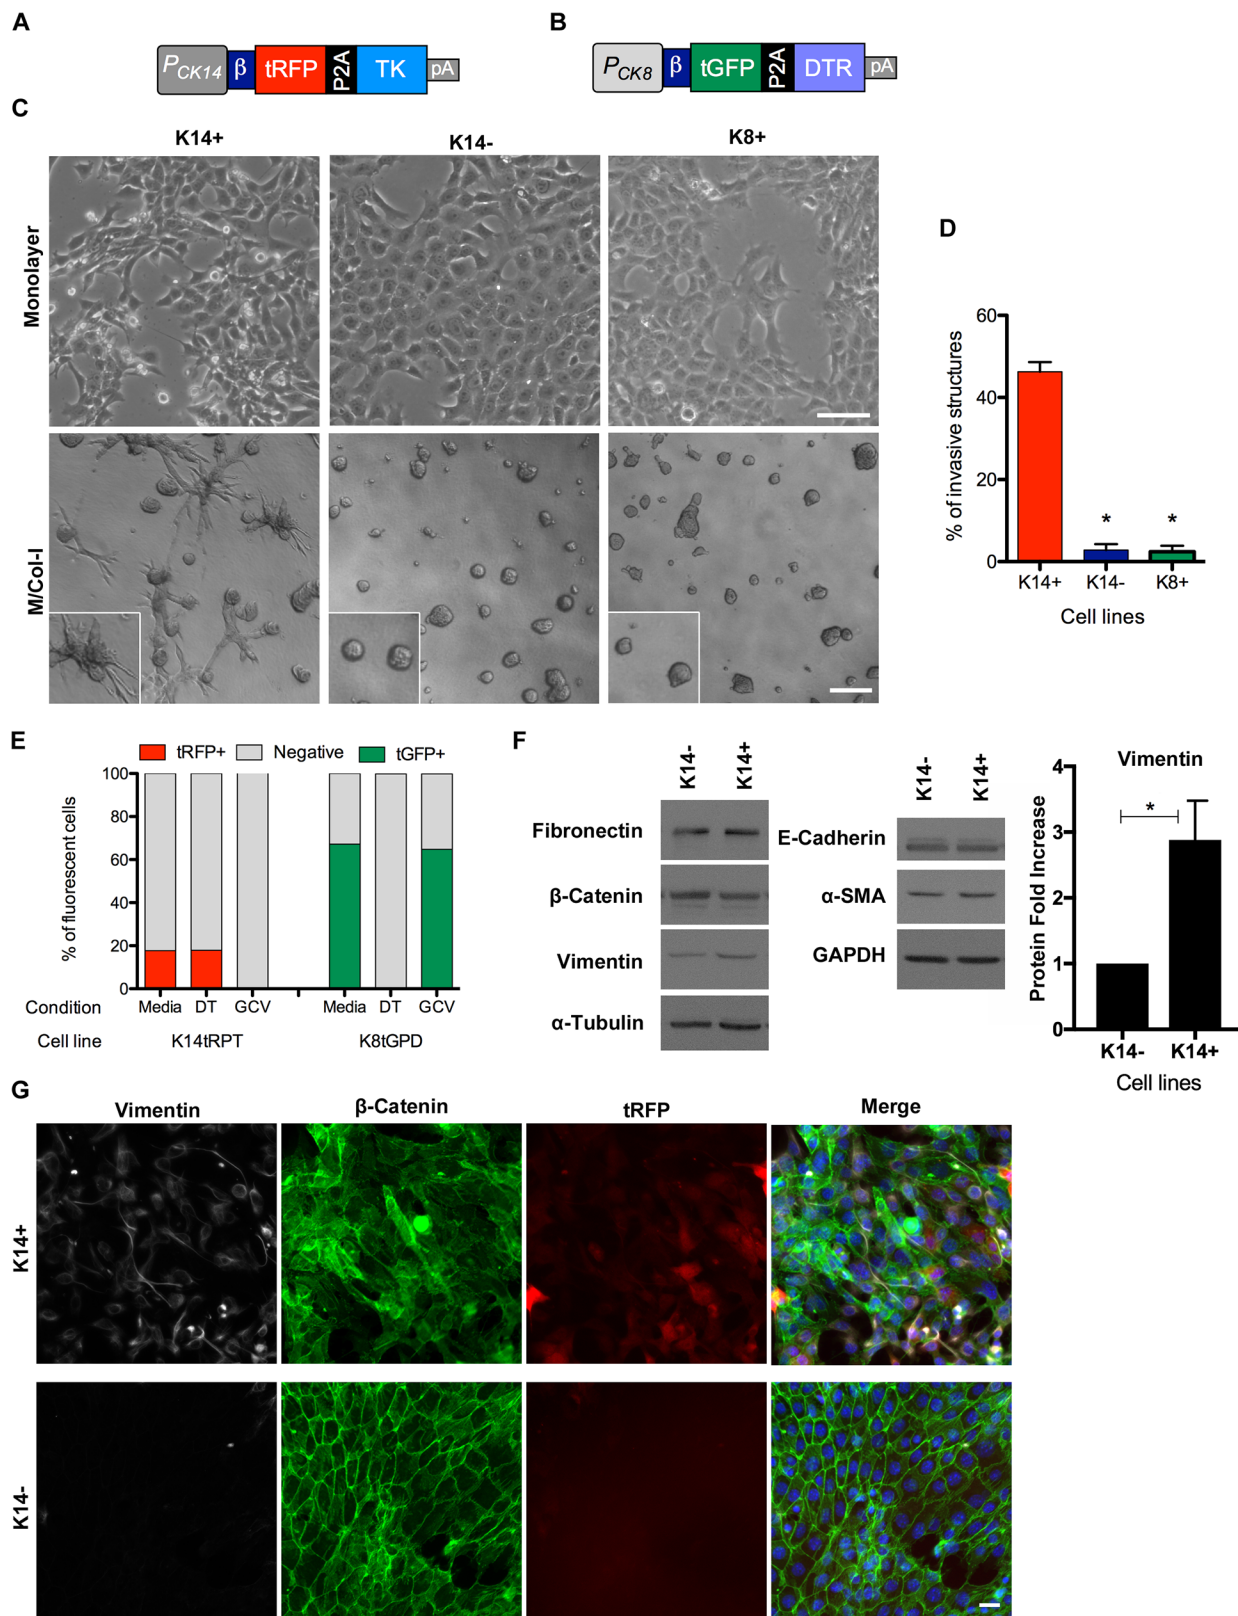 A
B
P_CK14 β tRFP P2A TK pA
P_CK8 β tGFP P2A DTR pA
C
K14+ K14- K8+
Monolayer
M/Col-I
D
% of invasive structures
60
40
20
0
K14+ K14- K8+
* *
Cell lines
E
tRFP+ Negative tGFP+
% of fluorescent cells
100
80
60
40
20
0
Condition Media DT GCV Media DT GCV
Cell line K14tRPT K8tGPD
F
K14- K14+
Fibronectin
β-Catenin
Vimentin
α-Tubulin
K14- K14+
E-Cadherin
α-SMA
GAPDH
Vimentin
Protein Fold Increase
4
3
2
1
0
*
K14- K14+
Cell lines
G
Vimentin β-Catenin tRFP Merge
K14+
K14-